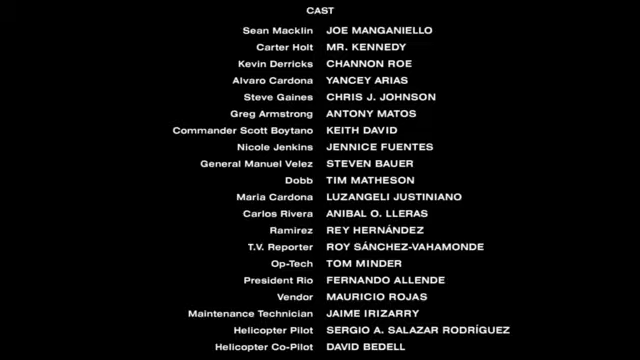 CAST
Sean Macklin JOE MANGANIELLO
Carter Holt MR. KENNEDY
Kevin Derricks CHANNON ROE
Alvaro Cardona YANCEY ARIAS
Steve Gaines CHRIS J. JOHNSON
Greg Armstrong ANTONY MATOS
Commander Scott Boytano KEITH DAVID
Nicole Jenkins JENNICE FUENTES
General Manuel Velez STEVEN BAUER
Dobb TIM MATHESON
Maria Cardona LUZANGELI JUSTINIANO
Carlos Rivera ANIBAL O. LLERAS
Ramirez REY HERNÁNDEZ
T.V. Reporter ROY SÁNCHEZ-VAHAMONDE
Op-Tech TOM MINDER
President Rio FERNANDO ALLENDE
Vendor MAURICIO ROJAS
Maintenance Technician JAIME IRIZARRY
Helicopter Pilot SERGIO A. SALAZAR RODRÍGUEZ
Helicopter Co-Pilot DAVID BEDELL